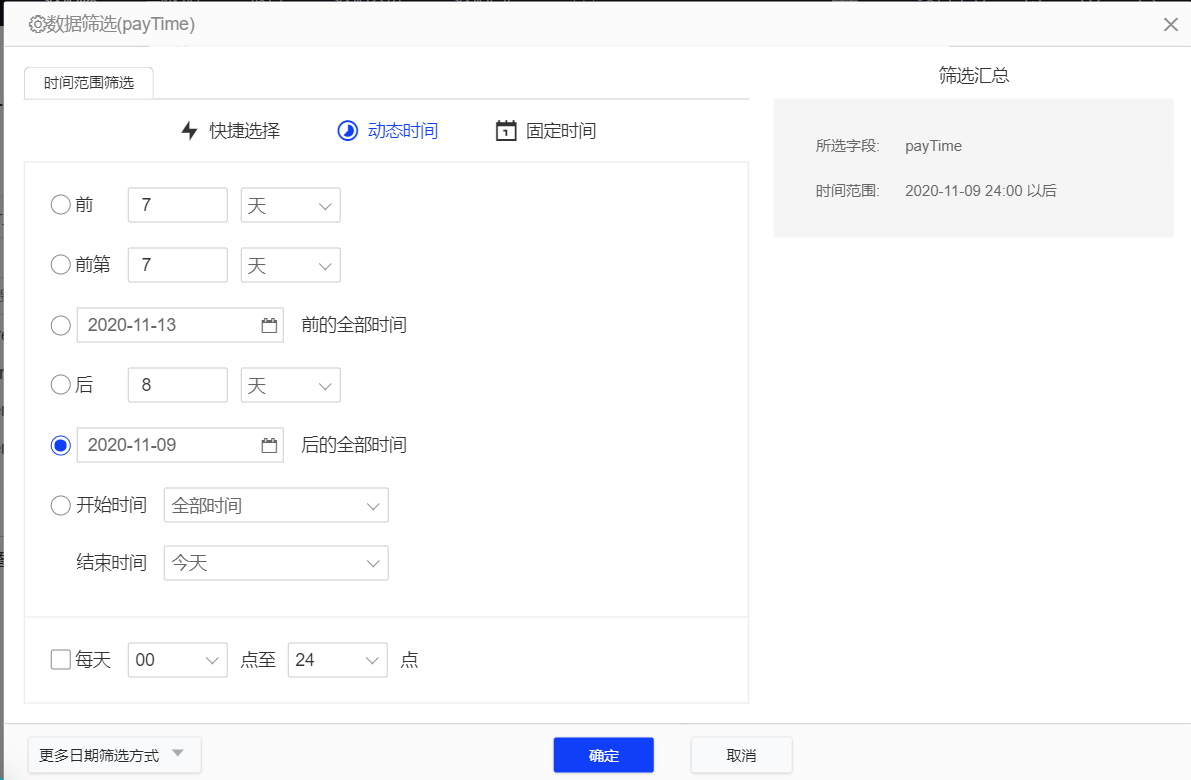 数据筛选(payTime)
时间范围筛选
快捷选择 动态时间 固定时间
前 7 天
前第 7 天
2020-11-13 前的全部时间
后 8 天
2020-11-09 后的全部时间
开始时间 全部时间
结束时间 今天
每天 00 点至 24 点
筛选汇总
所选字段: payTime
时间范围: 2020-11-09 24:00 以后
更多日期筛选方式 确定 取消